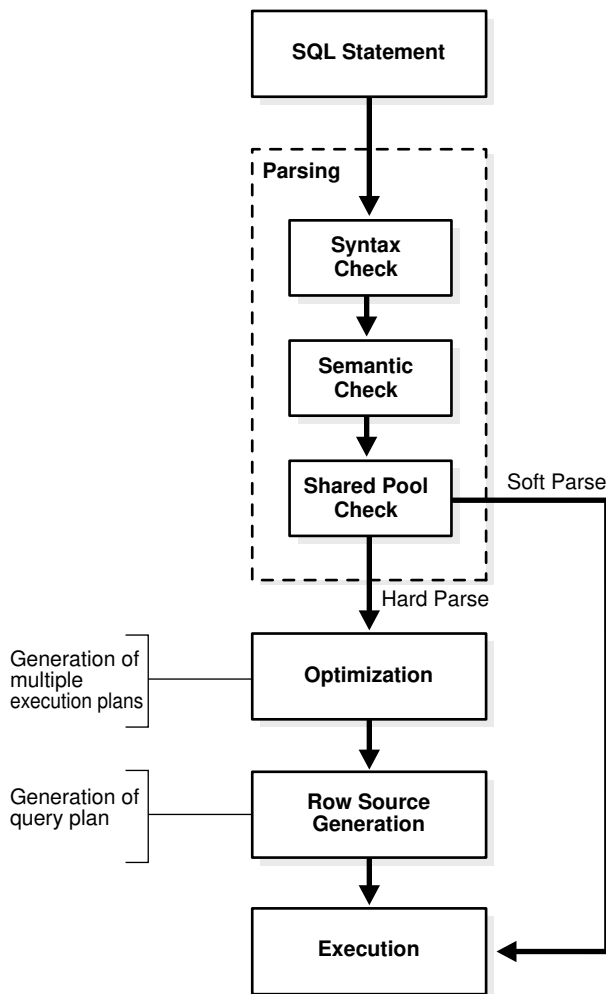 SQL Statement
Parsing
Syntax
Check
Semantic
Check
Shared Pool
Check
Soft Parse
Hard Parse
Generation of
multiple
execution plans
Optimization
Generation of
query plan
Row Source
Generation
Execution